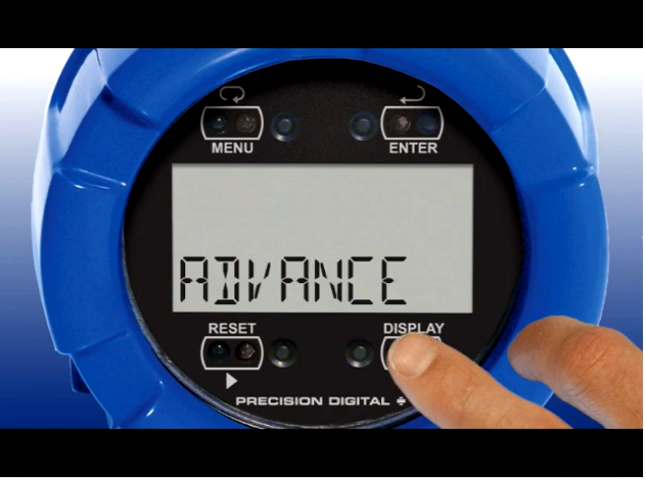 MENU
ENTER
ADVANCE
RESET
DISPLAY
PRECISION DIGITAL